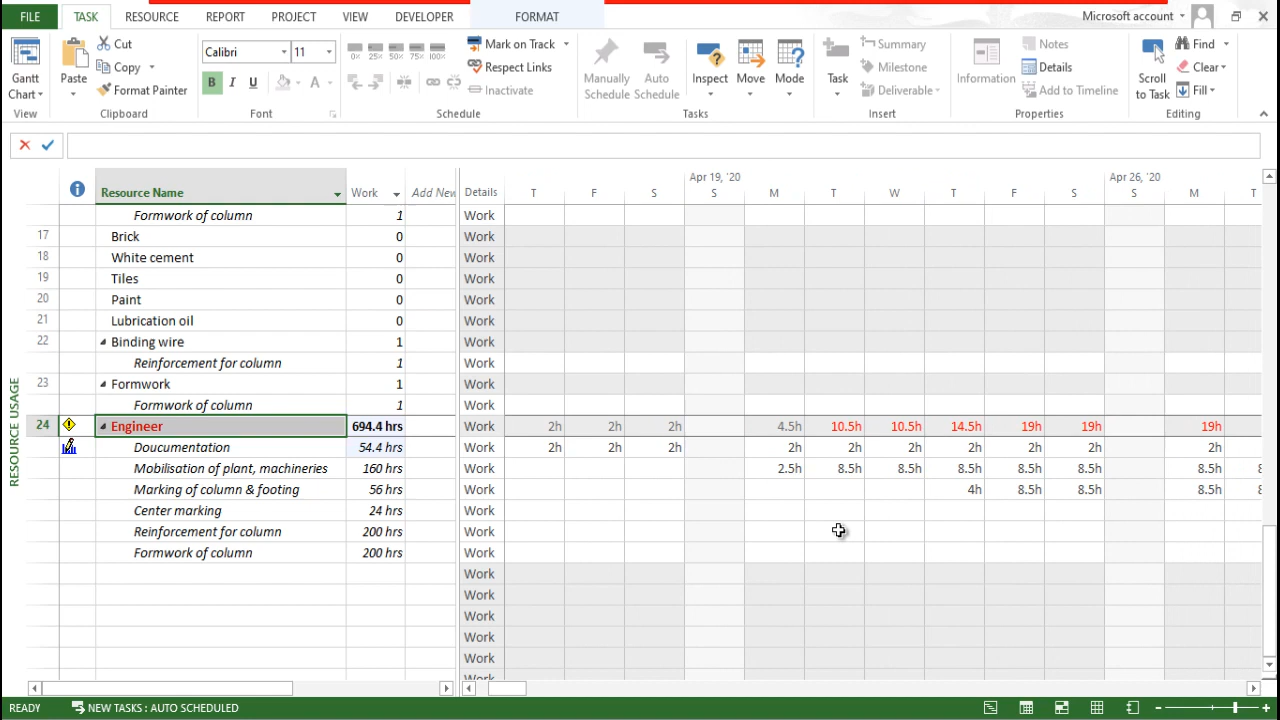 FILE TASK RESOURCE REPORT PROJECT VIEW DEVELOPER FORMAT Microsoft account
Gantt Chart
View
Paste
Cut
Copy
Format Painter
Clipboard
Calibri 11
B I U A
Font
0% 25% 50% 75% 100%
Mark on Track
Respect Links
Inactivate
Schedule
Manually Schedule
Auto Schedule
Inspect
Move
Mode
Tasks
Task
Summary
Milestone
Deliverable
Insert
Information
Notes
Details
Add to Timeline
Properties
Scroll to Task
Find
Clear
Fill
Editing
Apr 19, '20 Apr 26, '20
Resource Name Work Add New Details T F S S M T W T F S S M T
Formwork of column 1 Work
17 Brick 0 Work
18 White cement 0 Work
19 Tiles 0 Work
20 Paint 0 Work
21 Lubrication oil 0 Work
22 Binding wire 1 Work
Reinforcement for column 1 Work
23 Formwork 1 Work
Formwork of column 1 Work
24 Engineer 694.4 hrs Work 2h 2h 2h 4.5h 10.5h 10.5h 14.5h 19h 19h 19h
Doucumentation 54.4 hrs Work 2h 2h 2h 2h 2h 2h 2h 2h 2h 2h
Mobilisation of plant, machineries 160 hrs Work 2.5h 8.5h 8.5h 8.5h 8.5h 8.5h 8.5h 8
Marking of column & footing 56 hrs Work 4h 8.5h 8.5h 8.5h 8
Center marking 24 hrs Work
Reinforcement for column 200 hrs Work
Formwork of column 200 hrs Work
Work
Work
Work
Work
Work
RESOURCE USAGE
READY NEW TASKS : AUTO SCHEDULED